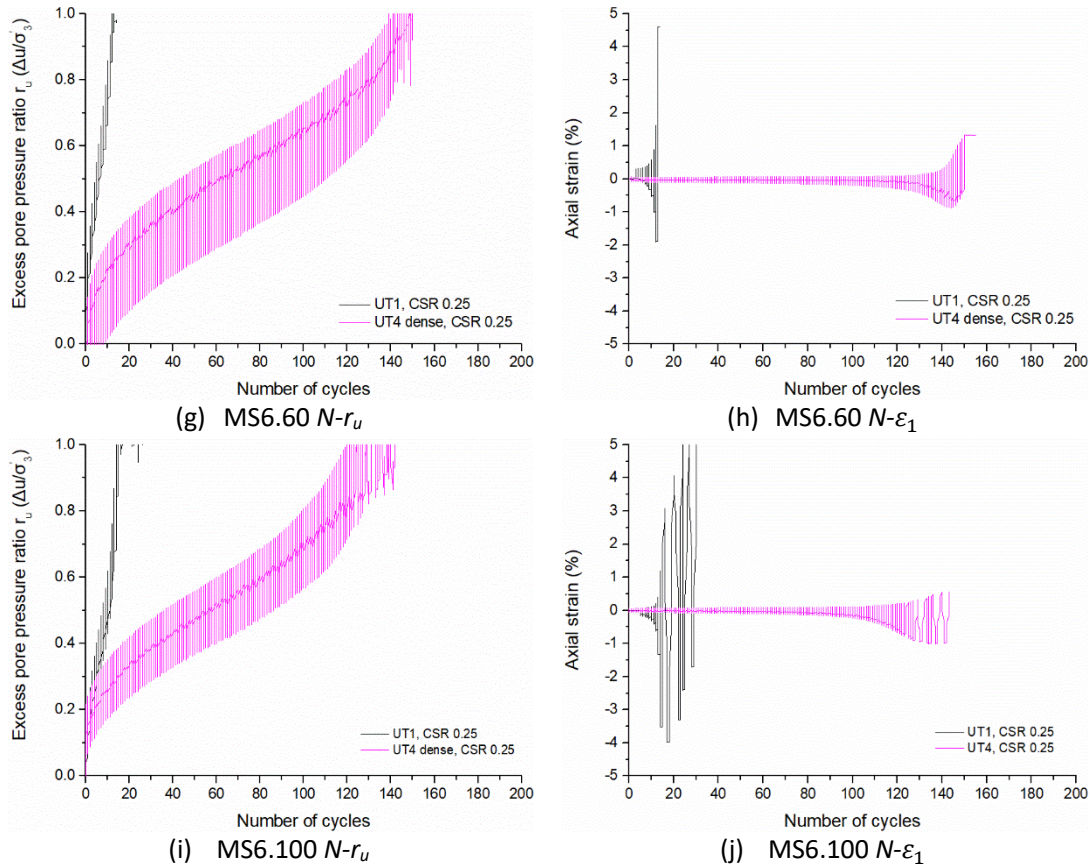 1.0
0.8
0.6
0.4
0.2
0.0
Excess pore pressure ratio r_u (Δu/σ'_3)
UT1, CSR 0.25
UT4 dense, CSR 0.25
0 20 40 60 80 100 120 140 160 180 200
Number of cycles
(g) MS6.60 N-r_u
5
4
3
2
1
0
-1
-2
-3
-4
-5
Axial strain (%)
UT1, CSR 0.25
UT4 dense, CSR 0.25
0 20 40 60 80 100 120 140 160 180 200
Number of cycles
(h) MS6.60 N-ε_1
1.0
0.8
0.6
0.4
0.2
0.0
Excess pore pressure ratio r_u (Δu/σ'_3)
UT1, CSR 0.25
UT4 dense, CSR 0.25
0 20 40 60 80 100 120 140 160 180 200
Number of cycles
(i) MS6.100 N-r_u
5
4
3
2
1
0
-1
-2
-3
-4
-5
Axial strain (%)
UT1, CSR 0.25
UT4, CSR 0.25
0 20 40 60 80 100 120 140 160 180 200
Number of cycles
(j) MS6.100 N-ε_1